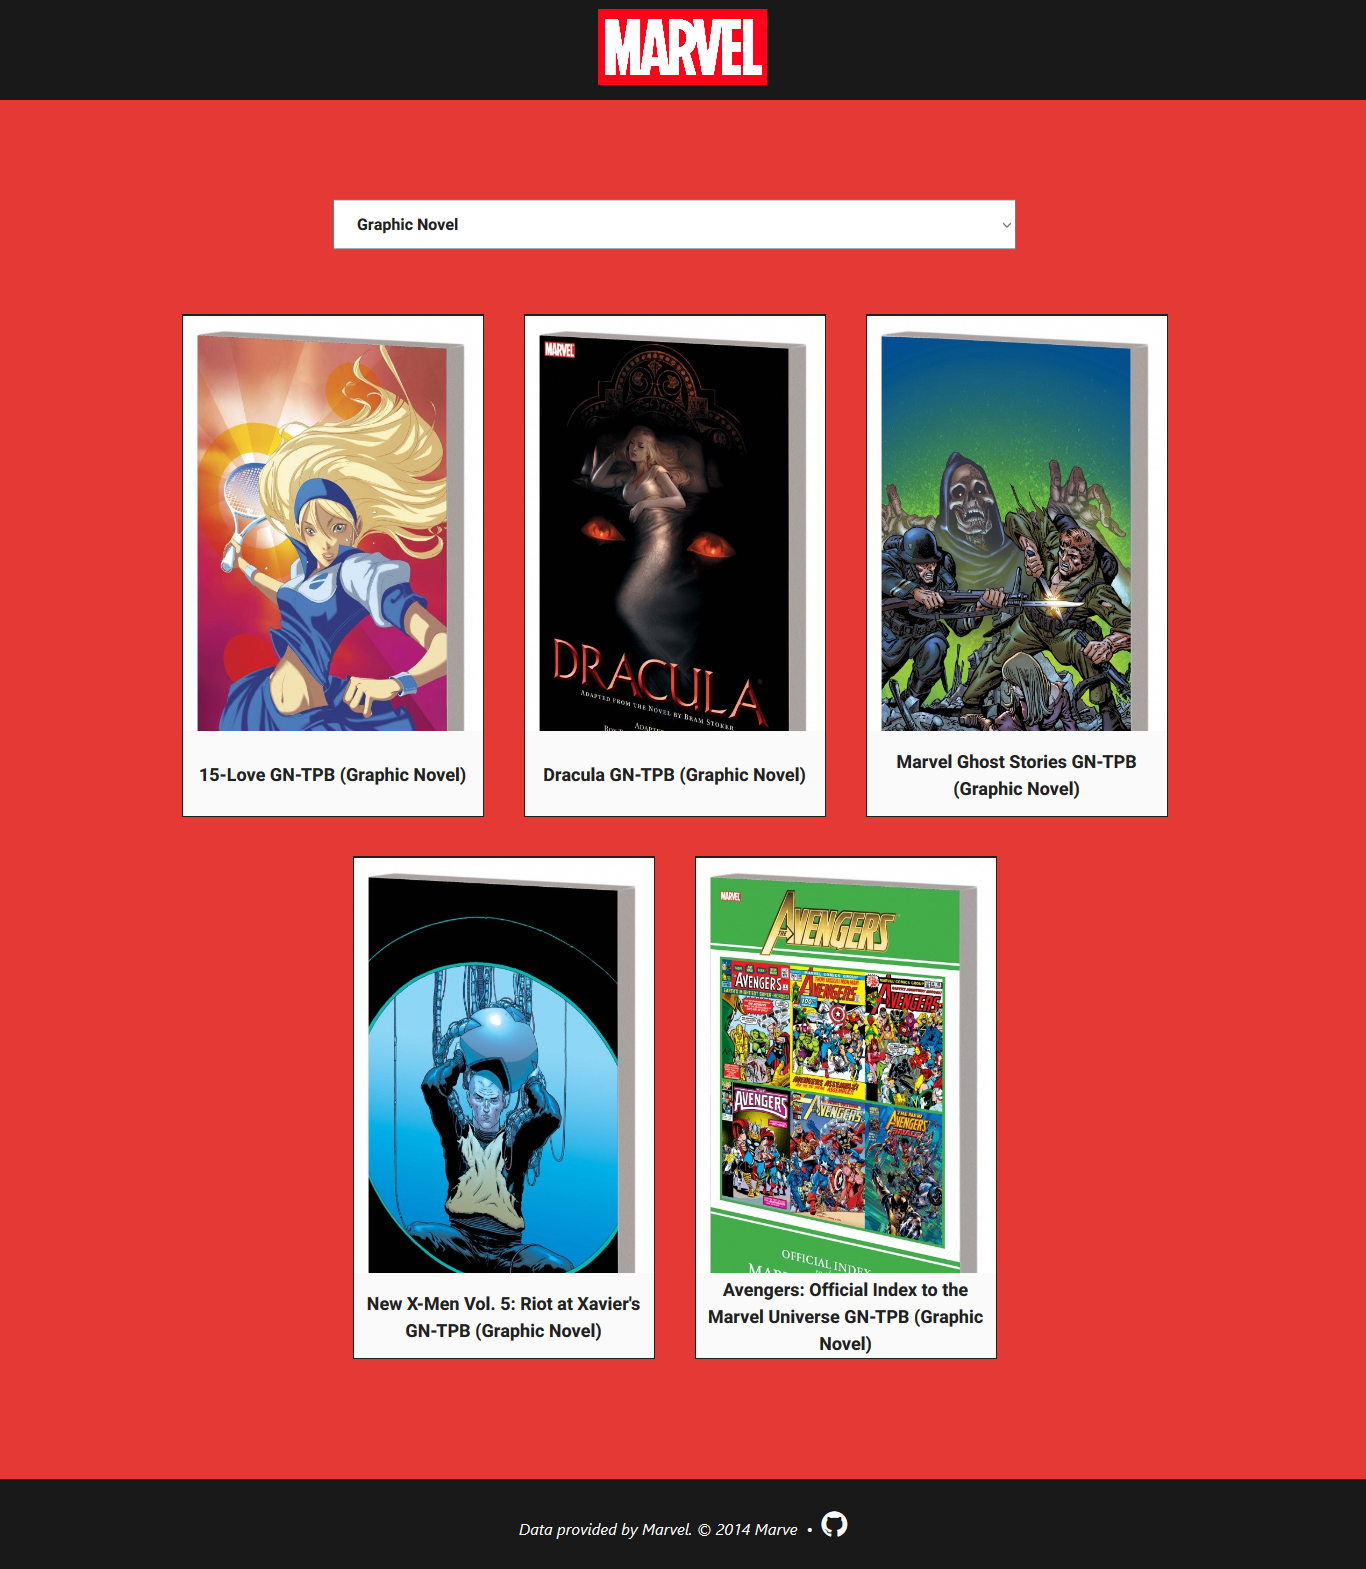 MARVEL
Graphic Novel
MARVEL
DRACULA
ADAPTED FROM THE NOVEL BY BRAM STOKER
15-Love GN-TPB (Graphic Novel)
Dracula GN-TPB (Graphic Novel)
Marvel Ghost Stories GN-TPB
(Graphic Novel)
MARVEL
THE AVENGERS
AVENGERS
AVENGERS
AVENGERS
AVENGERS
AVENGERS
THE NEW AVENGERS
OFFICIAL INDEX
New X-Men Vol. 5: Riot at Xavier's
GN-TPB (Graphic Novel)
Avengers: Official Index to the
Marvel Universe GN-TPB (Graphic
Novel)
Data provided by Marvel. © 2014 Marve •